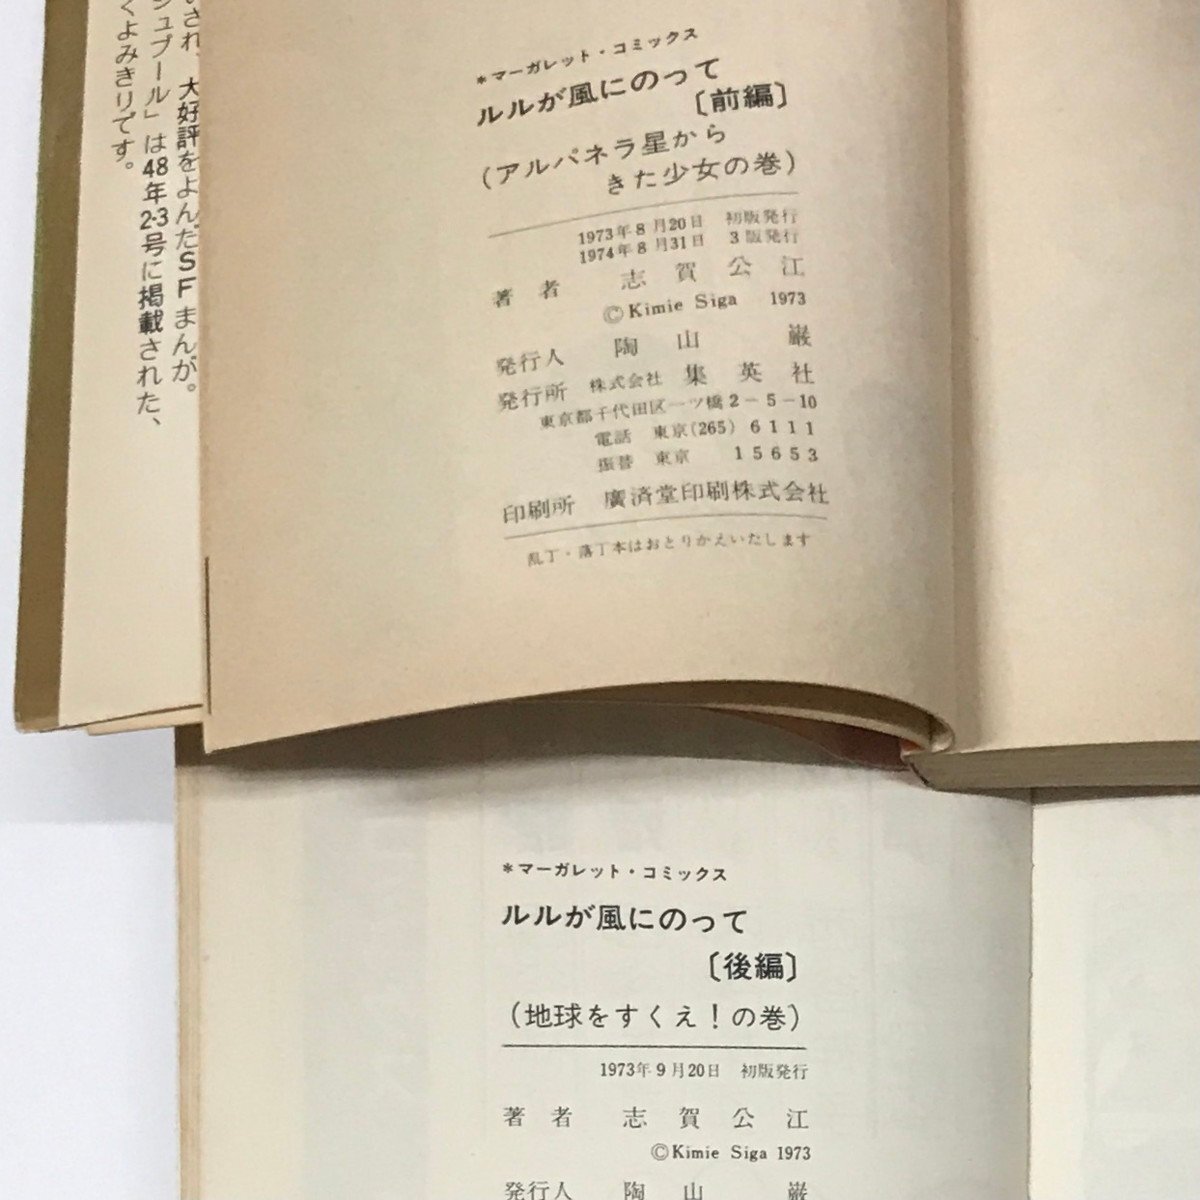 *マーガレット・コミックス
ルルが風にのって
〔前編〕
(アルパネラ星から
きた少女の巻)
1973年8月20日 初版発行
1974年8月31日 3版発行
著者 志賀公江
©Kimie Siga 1973
発行人 陶山巌
発行所 株式会社 集英社
東京都千代田区一ツ橋2-5-10
電話 東京(265)6111
振替 東京 15653
印刷所 廣済堂印刷株式会社
乱丁・落丁本はおとりかえいたします
され、大好評をよんだSFまんが。
シュプール」は48年2・3号に掲載された、
くよみきりです。
*マーガレット・コミックス
ルルが風にのって
〔後編〕
(地球をすくえ!の巻)
1973年9月20日 初版発行
著者 志賀公江
©Kimie Siga 1973
発行人 陶山巌